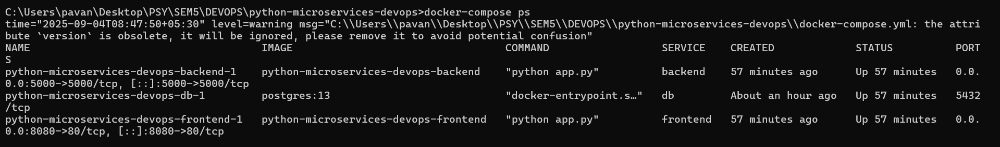 C:\Users\pavan\Desktop\PSY\SEM5\DEVOPS\python-microservices-devops>docker-compose ps
time="2025-09-04T08:47:50+05:30" level=warning msg="C:\\Users\\pavan\\Desktop\\PSY\\SEM5\\DEVOPS\\python-microservices-devops\\docker-compose.yml: the attri
bute `version` is obsolete, it will be ignored, please remove it to avoid potential confusion"
NAME                                     IMAGE                                  COMMAND                  SERVICE    CREATED             STATUS          PORT
S
python-microservices-devops-backend-1    python-microservices-devops-backend    "python app.py"          backend    57 minutes ago      Up 57 minutes   0.0.
0.0:5000->5000/tcp, [::]:5000->5000/tcp
python-microservices-devops-db-1         postgres:13                            "docker-entrypoint.s…"   db         About an hour ago   Up 57 minutes   5432
/tcp
python-microservices-devops-frontend-1   python-microservices-devops-frontend   "python app.py"          frontend   57 minutes ago      Up 57 minutes   0.0.
0.0:8080->80/tcp, [::]:8080->80/tcp